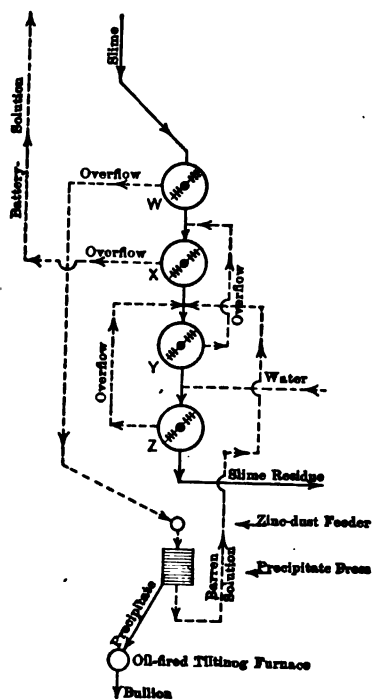 Slime
Battery-Solution
Overflow
W
Overflow
X
Overflow
Y
Overflow
Water
Z
Slime Residue
Zinc-dust Feeder
Barren
Solution
Precipitate Press
Precipitate
Oil-fired Tiltinog Furnace
Bullion